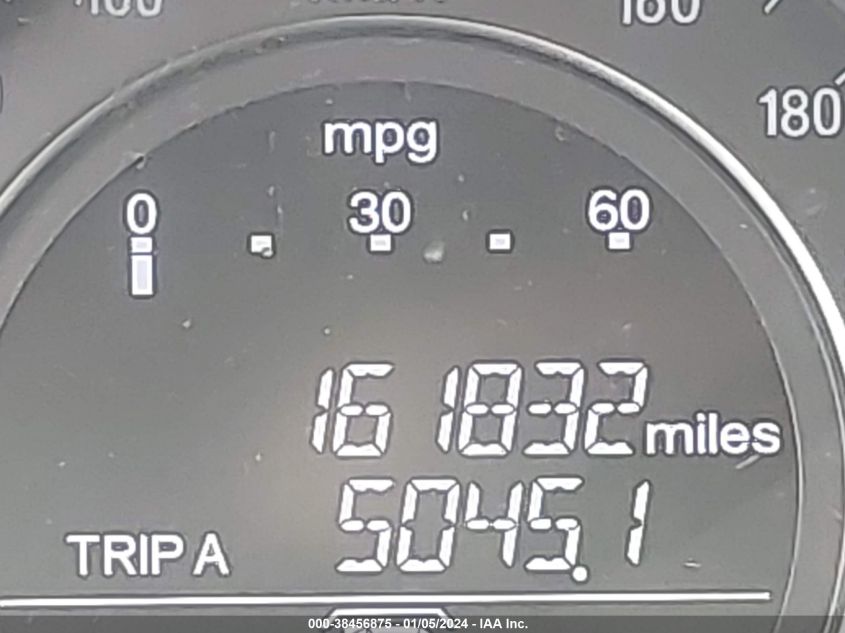 160
180
mpg
0 30 60
161832 miles
TRIP A 5045.1
000-38456875 - 01/05/2024 - IAA Inc.